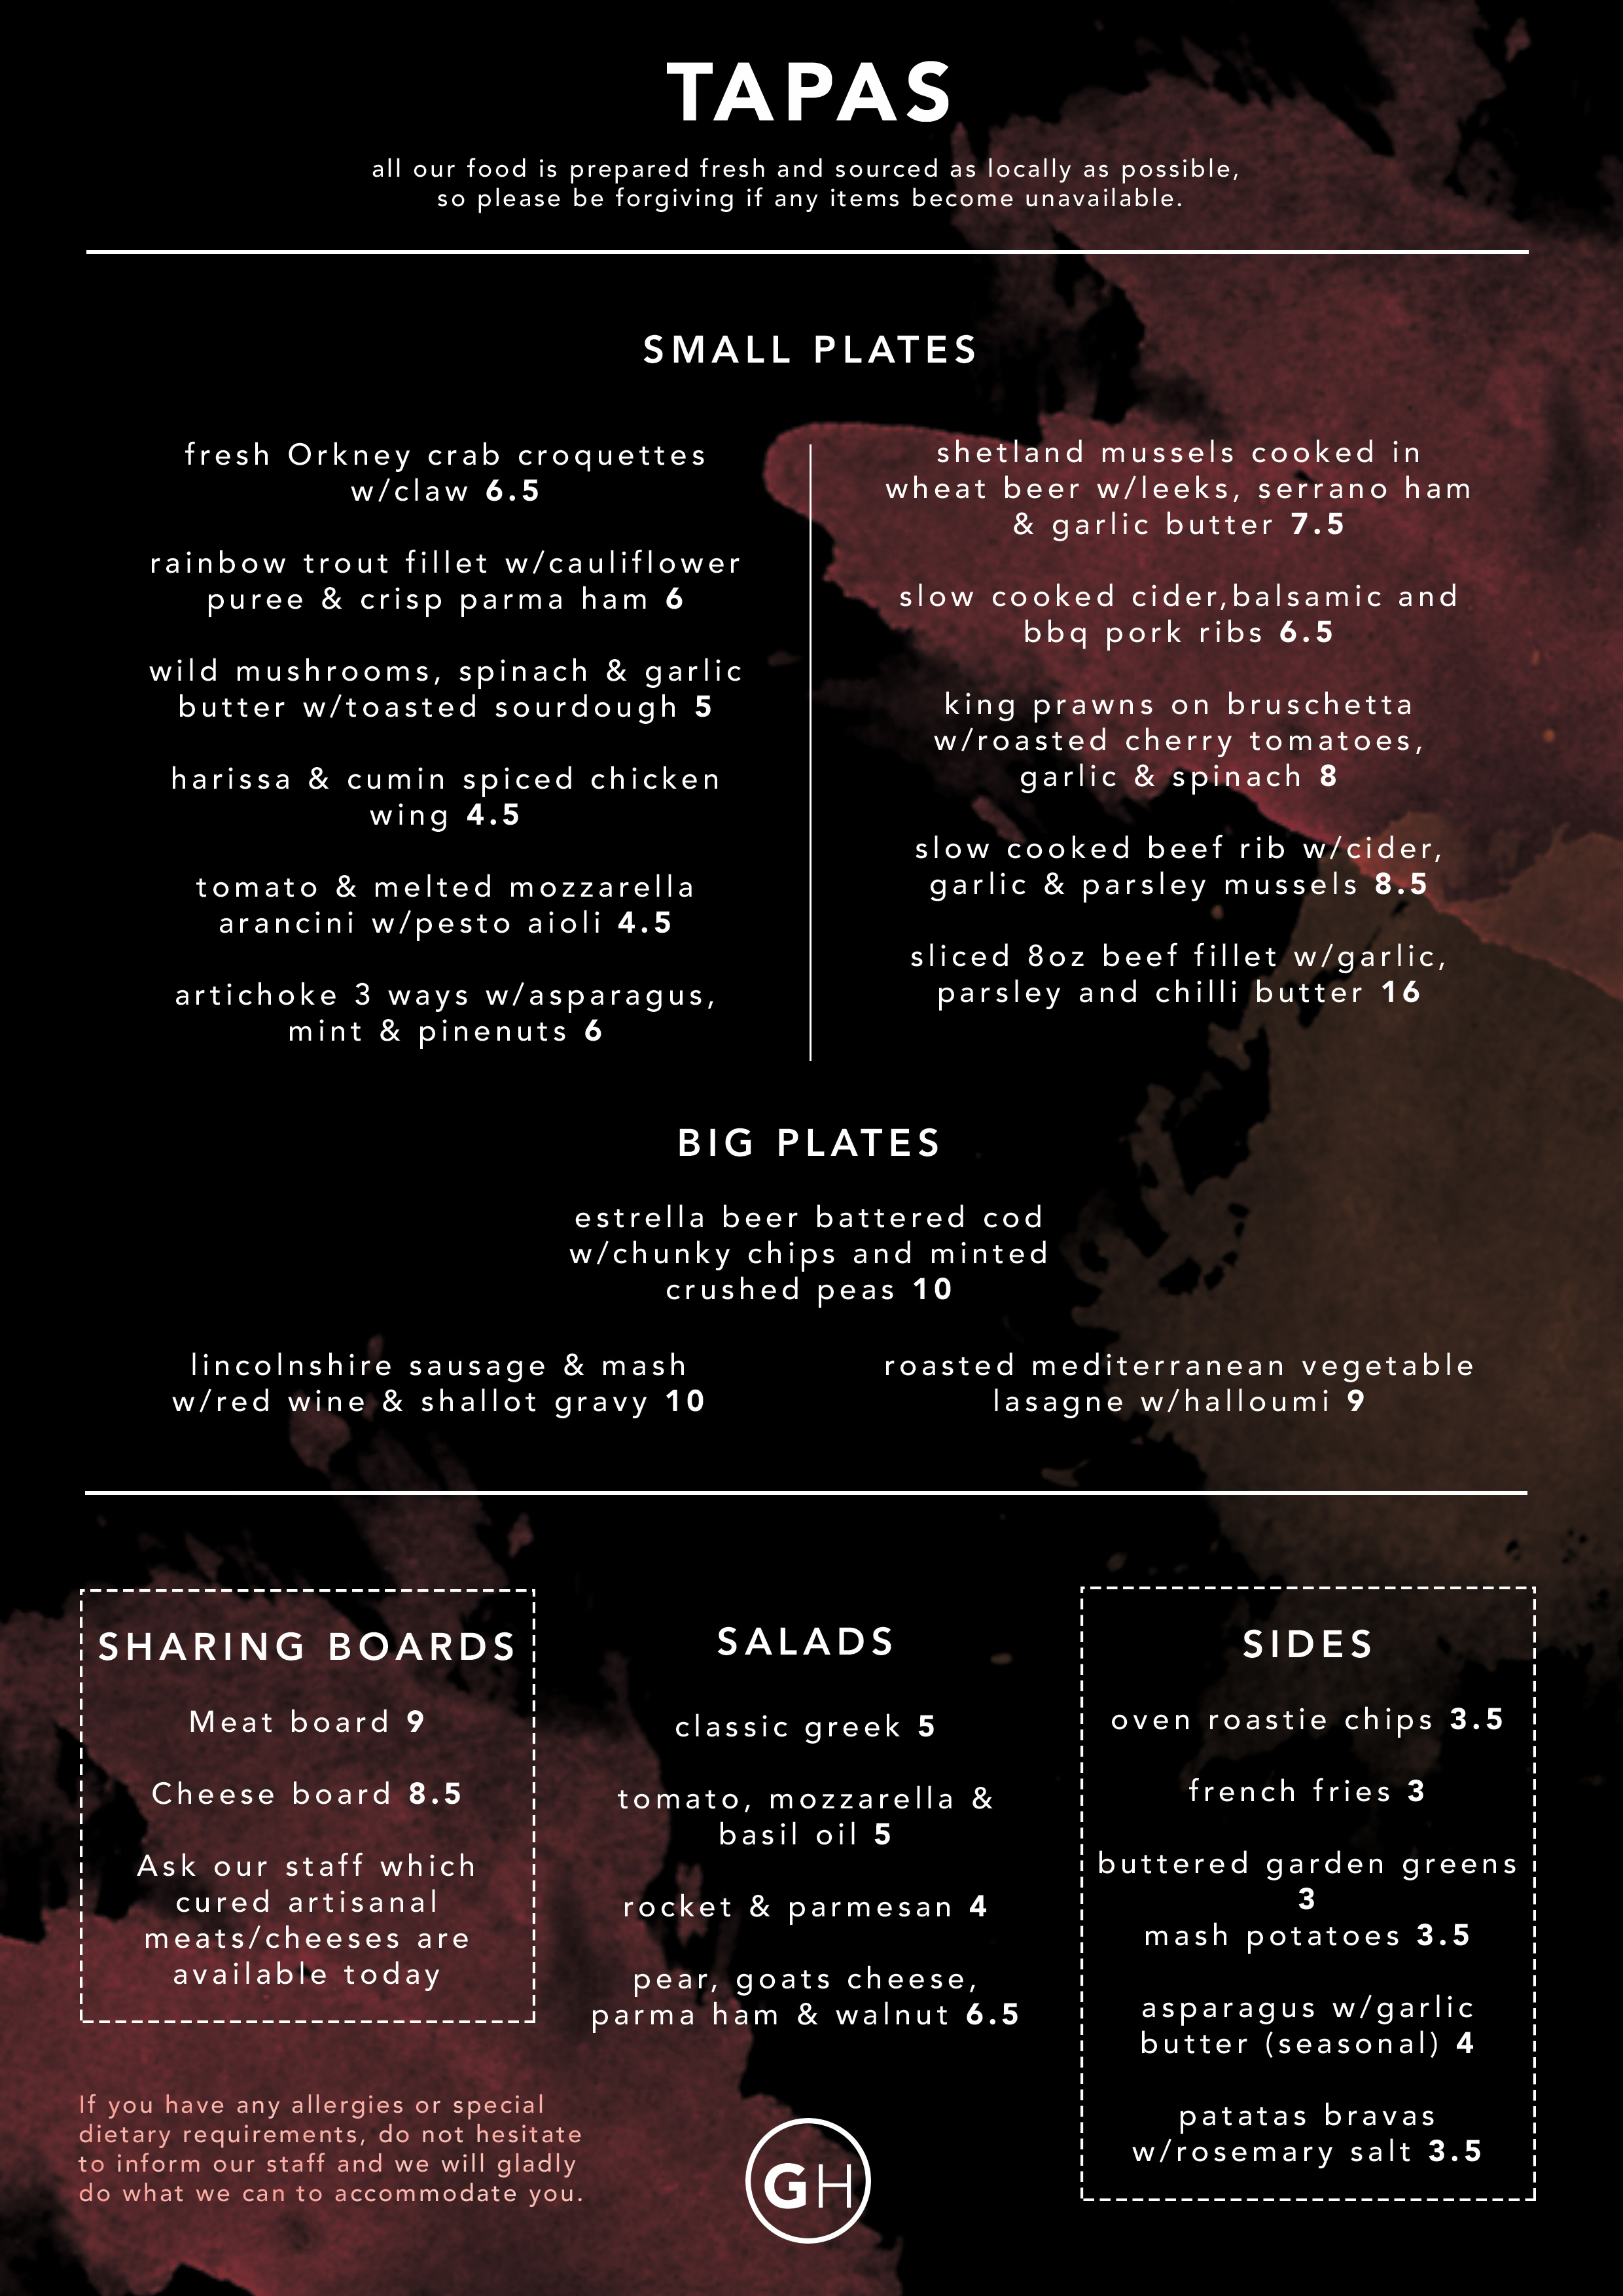 TAPAS
all our food is prepared fresh and sourced as locally as possible,
so please be forgiving if any items become unavailable.
SMALL PLATES
fresh Orkney crab croquettes
w/claw 6.5
rainbow trout fillet w/cauliflower
puree & crisp parma ham 6
wild mushrooms, spinach & garlic
butter w/toasted sourdough 5
harissa & cumin spiced chicken
wing 4.5
tomato & melted mozzarella
arancini w/pesto aioli 4.5
artichoke 3 ways w/asparagus,
mint & pinenuts 6
shetland mussels cooked in
wheat beer w/leeks, serrano ham
& garlic butter 7.5
slow cooked cider,balsamic and
bbq pork ribs 6.5
king prawns on bruschetta
w/roasted cherry tomatoes,
garlic & spinach 8
slow cooked beef rib w/cider,
garlic & parsley mussels 8.5
sliced 8oz beef fillet w/garlic,
parsley and chilli butter 16
BIG PLATES
estrella beer battered cod
w/chunky chips and minted
crushed peas 10
lincolnshire sausage & mash
w/red wine & shallot gravy 10
roasted mediterranean vegetable
lasagne w/halloumi 9
SHARING BOARDS
Meat board 9
Cheese board 8.5
Ask our staff which
cured artisanal
meats/cheeses are
available today
SALADS
classic greek 5
tomato, mozzarella &
basil oil 5
rocket & parmesan 4
pear, goats cheese,
parma ham & walnut 6.5
SIDES
oven roastie chips 3.5
french fries 3
buttered garden greens
3
mash potatoes 3.5
asparagus w/garlic
butter (seasonal) 4
patatas bravas
w/rosemary salt 3.5
If you have any allergies or special
dietary requirements, do not hesitate
to inform our staff and we will gladly
do what we can to accommodate you.
GH